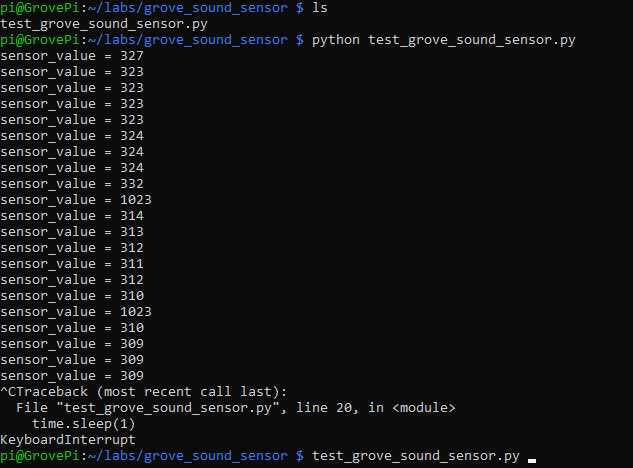 pi@GrovePi:~/labs/grove_sound_sensor $ ls
test_grove_sound_sensor.py
pi@GrovePi:~/labs/grove_sound_sensor $ python test_grove_sound_sensor.py
sensor_value = 327
sensor_value = 323
sensor_value = 323
sensor_value = 323
sensor_value = 323
sensor_value = 324
sensor_value = 324
sensor_value = 324
sensor_value = 332
sensor_value = 1023
sensor_value = 314
sensor_value = 313
sensor_value = 312
sensor_value = 311
sensor_value = 312
sensor_value = 310
sensor_value = 1023
sensor_value = 310
sensor_value = 309
sensor_value = 309
sensor_value = 309
^CTraceback (most recent call last):
  File "test_grove_sound_sensor.py", line 20, in <module>
    time.sleep(1)
KeyboardInterrupt
pi@GrovePi:~/labs/grove_sound_sensor $ test_grove_sound_sensor.py